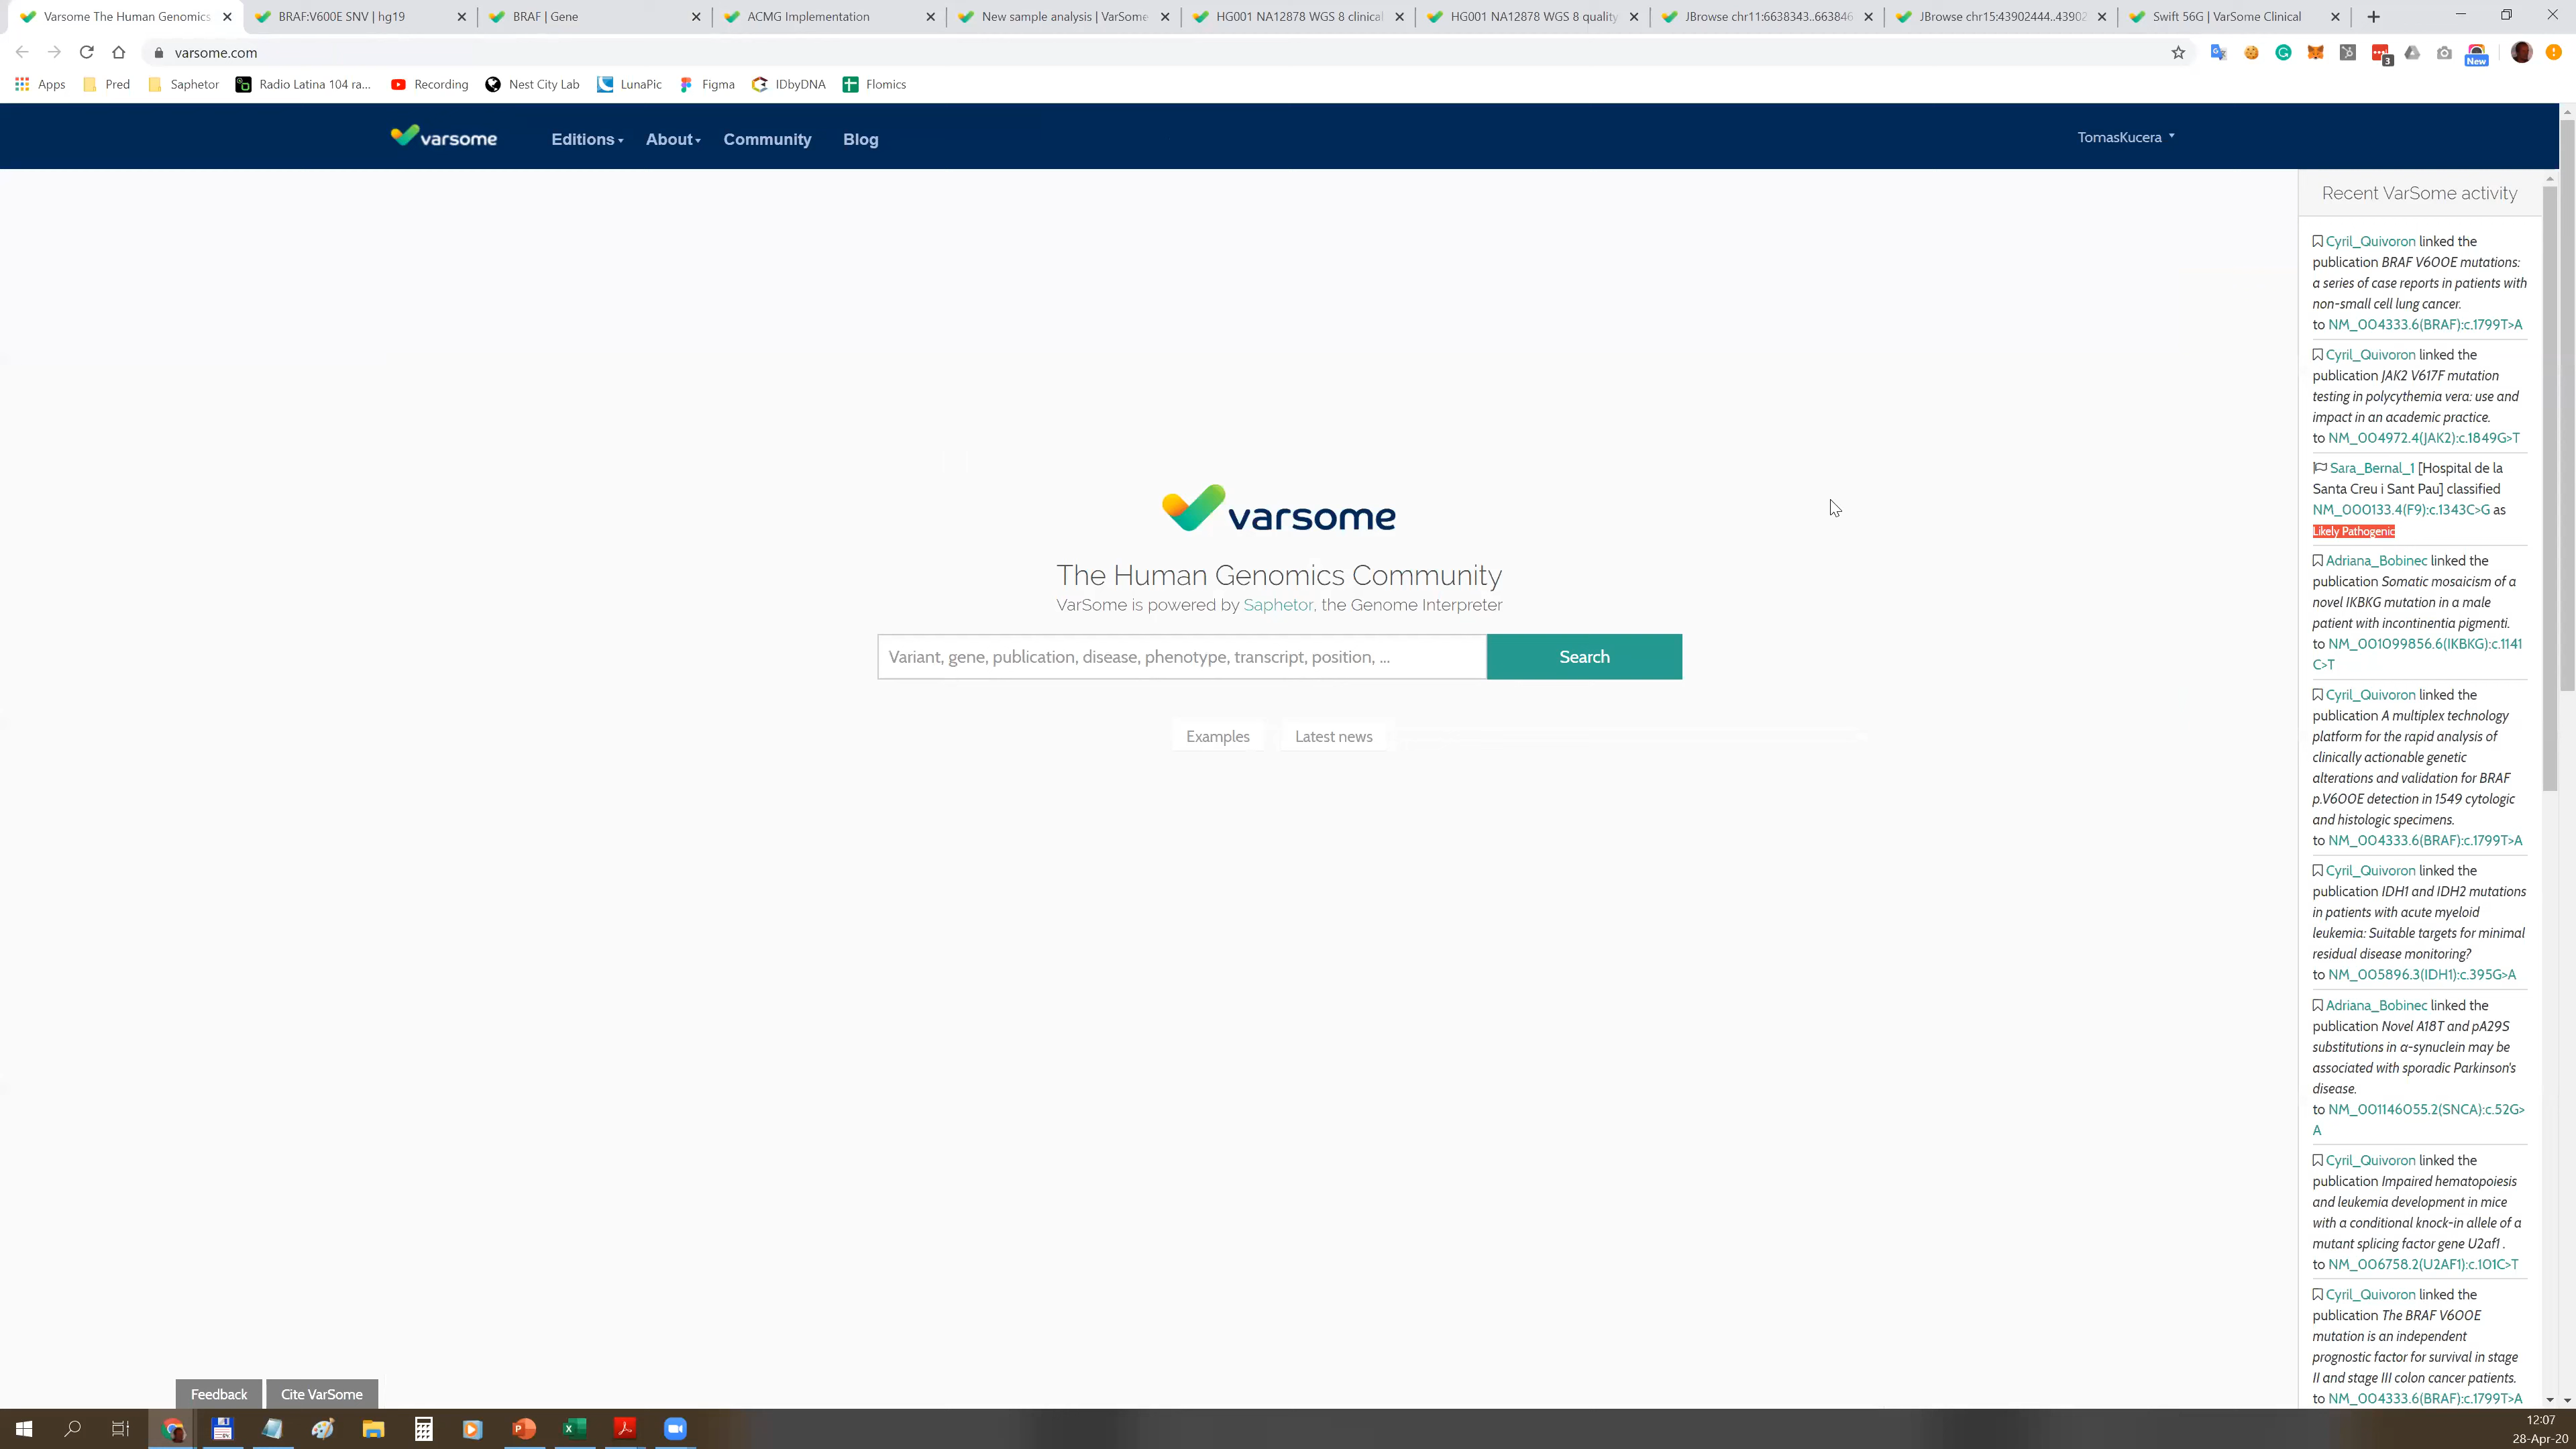 Varsome The Human Genomics
BRAF:V600E SNV | hg19
BRAF | Gene
ACMG Implementation
New sample analysis | VarSome
HG001 NA12878 WGS 8 clinical
HG001 NA12878 WGS 8 quality
JBrowse chr11:6638343..663846
JBrowse chr15:43902444..43902
Swift 56G | VarSome Clinical
varsome.com
3
New
Apps
Pred
Saphetor
Radio Latina 104 ra...
Recording
Nest City Lab
LunaPic
Figma
IDbyDNA
Flomics
varsome
Editions
About
Community
Blog
TomasKucera
varsome
The Human Genomics Community
VarSome is powered by Saphetor, the Genome Interpreter
Variant, gene, publication, disease, phenotype, transcript, position, ...
Search
Examples
Latest news
Recent VarSome activity
Cyril_Quivoron linked the
publication BRAF V600E mutations:
a series of case reports in patients with
non-small cell lung cancer.
to NM_004333.6(BRAF):c.1799T>A
Cyril_Quivoron linked the
publication JAK2 V617F mutation
testing in polycythemia vera: use and
impact in an academic practice.
to NM_004972.4(JAK2):c.1849G>T
Sara_Bernal_1 [Hospital de la
Santa Creu i Sant Pau] classified
NM_000133.4(F9):c.1343C>G as
Likely Pathogenic
Adriana_Bobinec linked the
publication Somatic mosaicism of a
novel IKBKG mutation in a male
patient with incontinentia pigmenti.
to NM_001099856.6(IKBKG):c.1141
C>T
Cyril_Quivoron linked the
publication A multiplex technology
platform for the rapid analysis of
clinically actionable genetic
alterations and validation for BRAF
p.V600E detection in 1549 cytologic
and histologic specimens.
to NM_004333.6(BRAF):c.1799T>A
Cyril_Quivoron linked the
publication IDH1 and IDH2 mutations
in patients with acute myeloid
leukemia: Suitable targets for minimal
residual disease monitoring?
to NM_005896.3(IDH1):c.395G>A
Adriana_Bobinec linked the
publication Novel A18T and pA29S
substitutions in α-synuclein may be
associated with sporadic Parkinson's
disease.
to NM_001146055.2(SNCA):c.52G>
A
Cyril_Quivoron linked the
publication Impaired hematopoiesis
and leukemia development in mice
with a conditional knock-in allele of a
mutant splicing factor gene U2af1 .
to NM_006758.2(U2AF1):c.101C>T
Cyril_Quivoron linked the
publication The BRAF V600E
mutation is an independent
prognostic factor for survival in stage
II and stage III colon cancer patients.
to NM_004333.6(BRAF):c.1799T>A
Feedback
Cite VarSome
12:07
28-Apr-20